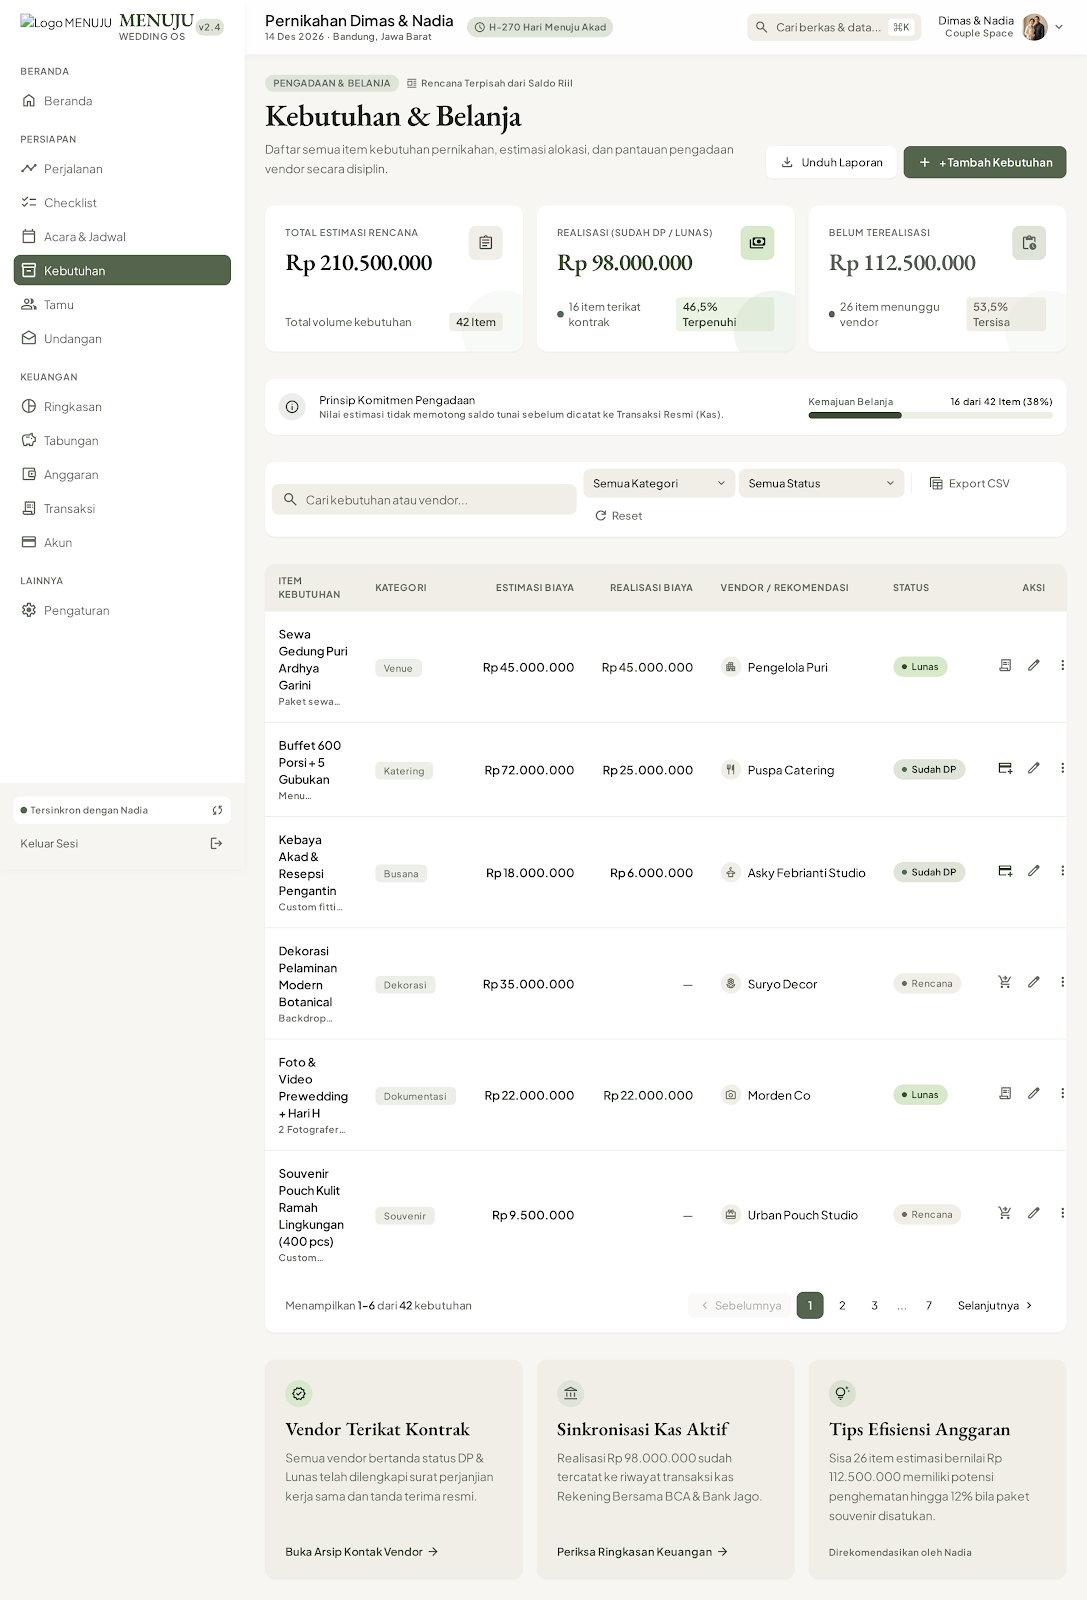 Logo MENUJU
MENUJU
WEDDING OS
v2.4
BERANDA
Beranda
PERSIAPAN
Perjalanan
Checklist
Acara & Jadwal
Kebutuhan
Tamu
Undangan
KEUANGAN
Ringkasan
Tabungan
Anggaran
Transaksi
Akun
LAINNYA
Pengaturan
Tersinkron dengan Nadia
Keluar Sesi
Pernikahan Dimas & Nadia
14 Des 2026 · Bandung, Jawa Barat
H-270 Hari Menuju Akad
Cari berkas & data...
⌘K
Dimas & Nadia
Couple Space
PENGADAAN & BELANJA
Rencana Terpisah dari Saldo Riil
Kebutuhan & Belanja
Daftar semua item kebutuhan pernikahan, estimasi alokasi, dan pantauan pengadaan
vendor secara disiplin.
Unduh Laporan
+ Tambah Kebutuhan
TOTAL ESTIMASI RENCANA
Rp 210.500.000
Total volume kebutuhan
42 Item
REALISASI (SUDAH DP / LUNAS)
Rp 98.000.000
16 item terikat
kontrak
46,5%
Terpenuhi
BELUM TEREALISASI
Rp 112.500.000
26 item menunggu
vendor
53,5%
Tersisa
Prinsip Komitmen Pengadaan
Nilai estimasi tidak memotong saldo tunai sebelum dicatat ke Transaksi Resmi (Kas).
Kemajuan Belanja
16 dari 42 Item (38%)
Cari kebutuhan atau vendor...
Semua Kategori
Semua Status
Export CSV
Reset
ITEM
KEBUTUHAN
KATEGORI
ESTIMASI BIAYA
REALISASI BIAYA
VENDOR / REKOMENDASI
STATUS
AKSI
Sewa
Gedung Puri
Ardhya
Garini
Paket sewa...
Venue
Rp 45.000.000
Rp 45.000.000
Pengelola Puri
Lunas
Buffet 600
Porsi + 5
Gubukan
Menu...
Katering
Rp 72.000.000
Rp 25.000.000
Puspa Catering
Sudah DP
Kebaya
Akad &
Resepsi
Pengantin
Custom fitti...
Busana
Rp 18.000.000
Rp 6.000.000
Asky Febrianti Studio
Sudah DP
Dekorasi
Pelaminan
Modern
Botanical
Backdrop...
Dekorasi
Rp 35.000.000
—
Suryo Decor
Rencana
Foto &
Video
Prewedding
+ Hari H
2 Fotografer...
Dokumentasi
Rp 22.000.000
Rp 22.000.000
Morden Co
Lunas
Souvenir
Pouch Kulit
Ramah
Lingkungan
(400 pcs)
Custom...
Souvenir
Rp 9.500.000
—
Urban Pouch Studio
Rencana
Menampilkan 1–6 dari 42 kebutuhan
Sebelumnya
1
2
3
...
7
Selanjutnya
Vendor Terikat Kontrak
Semua vendor bertanda status DP &
Lunas telah dilengkapi surat perjanjian
kerja sama dan tanda terima resmi.
Buka Arsip Kontak Vendor →
Sinkronisasi Kas Aktif
Realisasi Rp 98.000.000 sudah
tercatat ke riwayat transaksi kas
Rekening Bersama BCA & Bank Jago.
Periksa Ringkasan Keuangan →
Tips Efisiensi Anggaran
Sisa 26 item estimasi bernilai Rp
112.500.000 memiliki potensi
penghematan hingga 12% bila paket
souvenir disatukan.
Direkomendasikan oleh Nadia